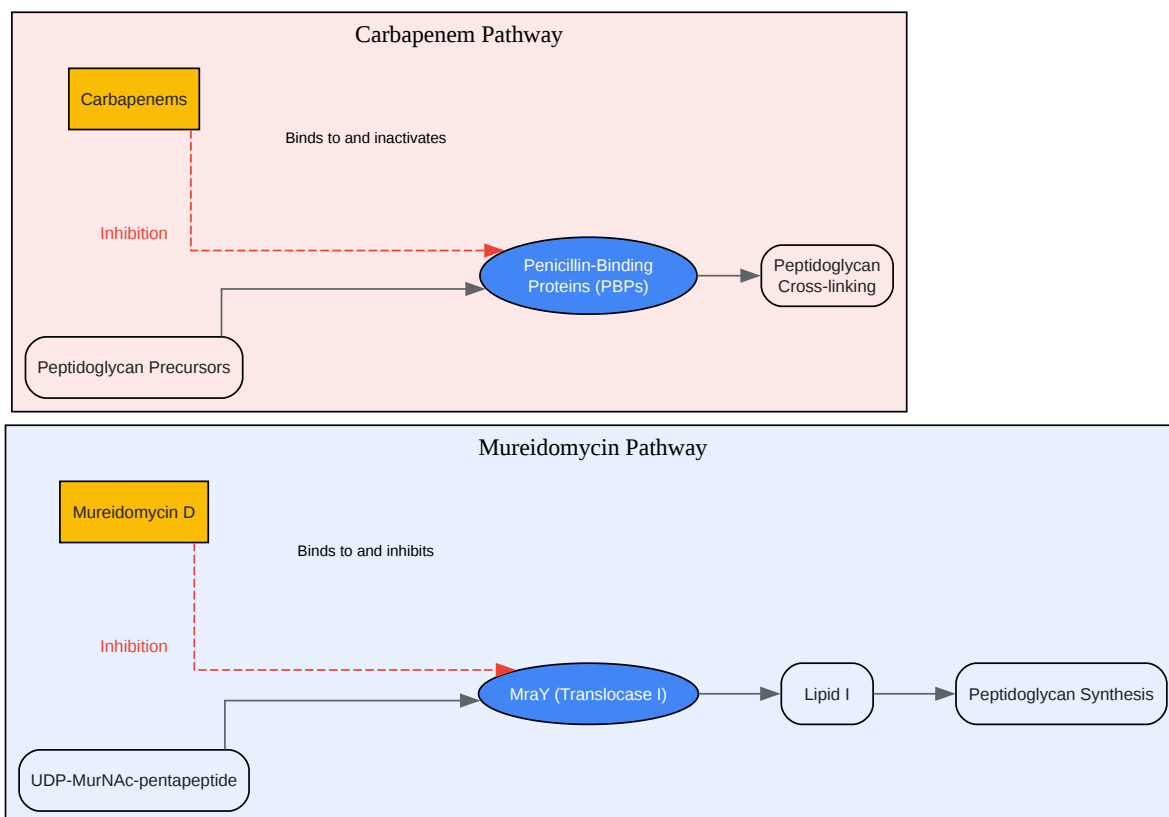 Carbapenem Pathway
Carbapenems
Binds to and inactivates
Inhibition
Penicillin-Binding
Proteins (PBPs)
Peptidoglycan
Cross-linking
Peptidoglycan Precursors
Mureidomycin Pathway
Mureidomycin D
Binds to and inhibits
Inhibition
MraY (Translocase I)
Lipid I
Peptidoglycan Synthesis
UDP-MurNAc-pentapeptide